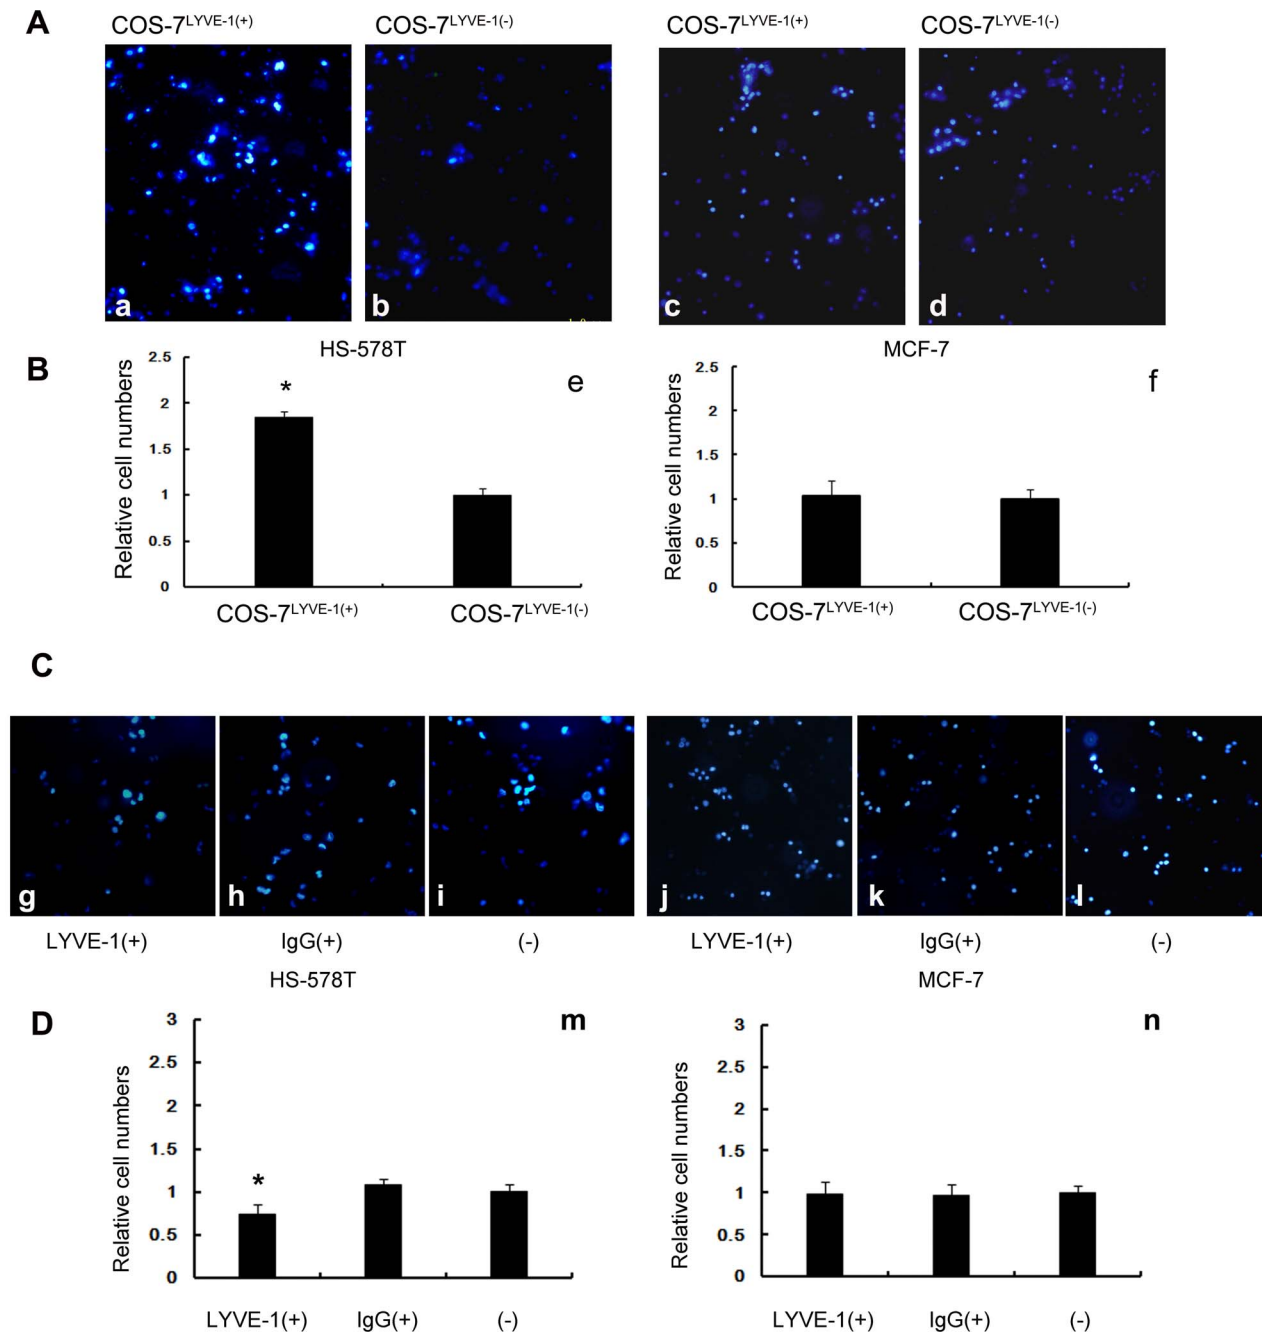 A
COS-7LYVE-1(+)
COS-7LYVE-1(-)
COS-7LYVE-1(+)
COS-7LYVE-1(-)
a
b
c
d
HS-578T
MCF-7
B
Relative cell numbers
2.5
2
1.5
1
0.5
0
*
e
COS-7LYVE-1(+)
COS-7LYVE-1(-)
Relative cell numbers
2.5
2
1.5
1
0.5
0
f
COS-7LYVE-1(+)
COS-7LYVE-1(-)
C
g
h
i
j
k
l
LYVE-1(+)
IgG(+)
(-)
LYVE-1(+)
IgG(+)
(-)
HS-578T
MCF-7
D
Relative cell numbers
3
2.5
2
1.5
1
0.5
0
*
m
LYVE-1(+)
IgG(+)
(-)
Relative cell numbers
3
2.5
2
1.5
1
0.5
0
n
LYVE-1(+)
IgG(+)
(-)